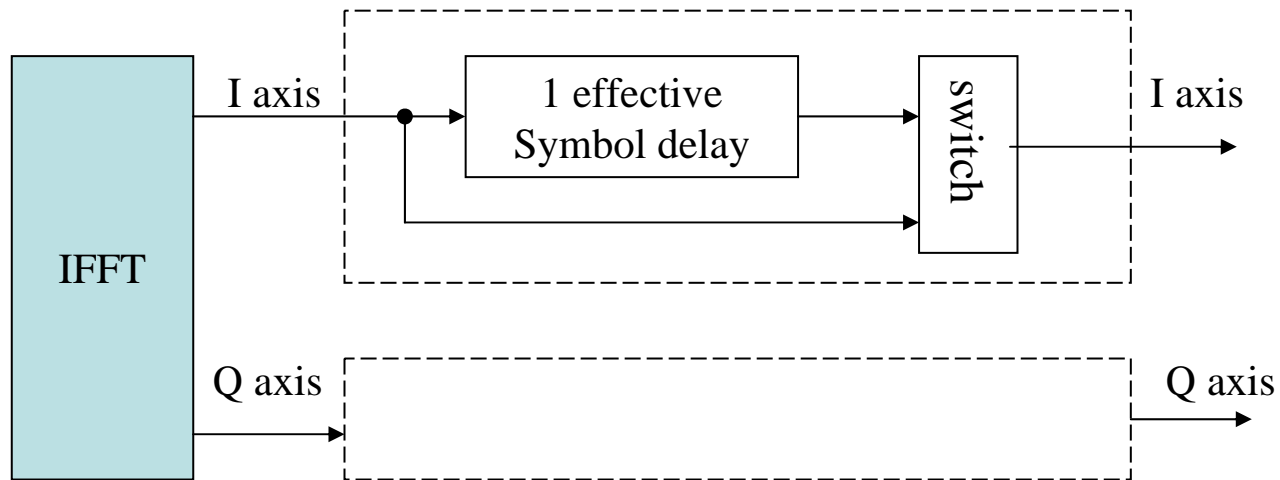 I axis
1 effective
Symbol delay
switch
I axis
IFFT
Q axis
Q axis